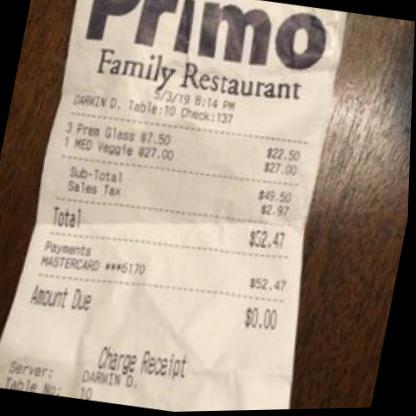 Primo
Family Restaurant
5/3/19 8:14 PM
DARWIN D. Table:10 Check:137
3 Prem Glass @7.50 $22.50
1 MED Veggie @27.00 $27.00
Sub-Total $49.50
Sales Tax $2.97
Total $52.47
Payments
MASTERCARD ###6170 $52.47
Amount Due $0.00
Charge Receipt
Server: DARWIN D.
Table No: 10